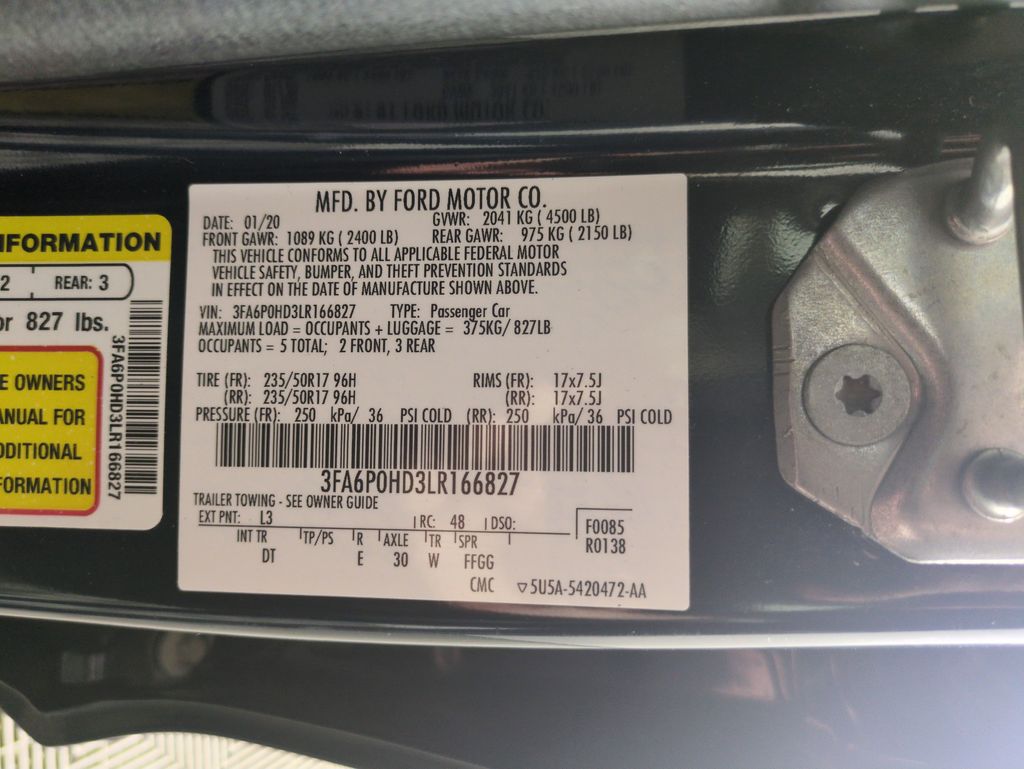 INFORMATION
2 REAR: 3
or 827 lbs.
E OWNERS
ANUAL FOR
DDITIONAL
FORMATION
3FA6P0HD3LR166827
MFD. BY FORD MOTOR CO.
DATE: 01/20 GVWR: 2041 KG ( 4500 LB)
FRONT GAWR: 1089 KG ( 2400 LB) REAR GAWR: 975 KG ( 2150 LB)
THIS VEHICLE CONFORMS TO ALL APPLICABLE FEDERAL MOTOR
VEHICLE SAFETY, BUMPER, AND THEFT PREVENTION STANDARDS
IN EFFECT ON THE DATE OF MANUFACTURE SHOWN ABOVE.
VIN: 3FA6P0HD3LR166827 TYPE: Passenger Car
MAXIMUM LOAD = OCCUPANTS + LUGGAGE = 375KG/ 827LB
OCCUPANTS = 5 TOTAL; 2 FRONT, 3 REAR
TIRE (FR): 235/50R17 96H RIMS (FR): 17x7.5J
(RR): 235/50R17 96H (RR): 17x7.5J
PRESSURE (FR): 250 kPa/ 36 PSI COLD (RR): 250 kPa/ 36 PSI COLD
3FA6P0HD3LR166827
TRAILER TOWING - SEE OWNER GUIDE
EXT PNT: L3 RC: 48 DSO: F0085
INT TR TP/PS R AXLE TR SPR R0138
DT E 30 W FFGG
CMC ▽5U5A-5420472-AA